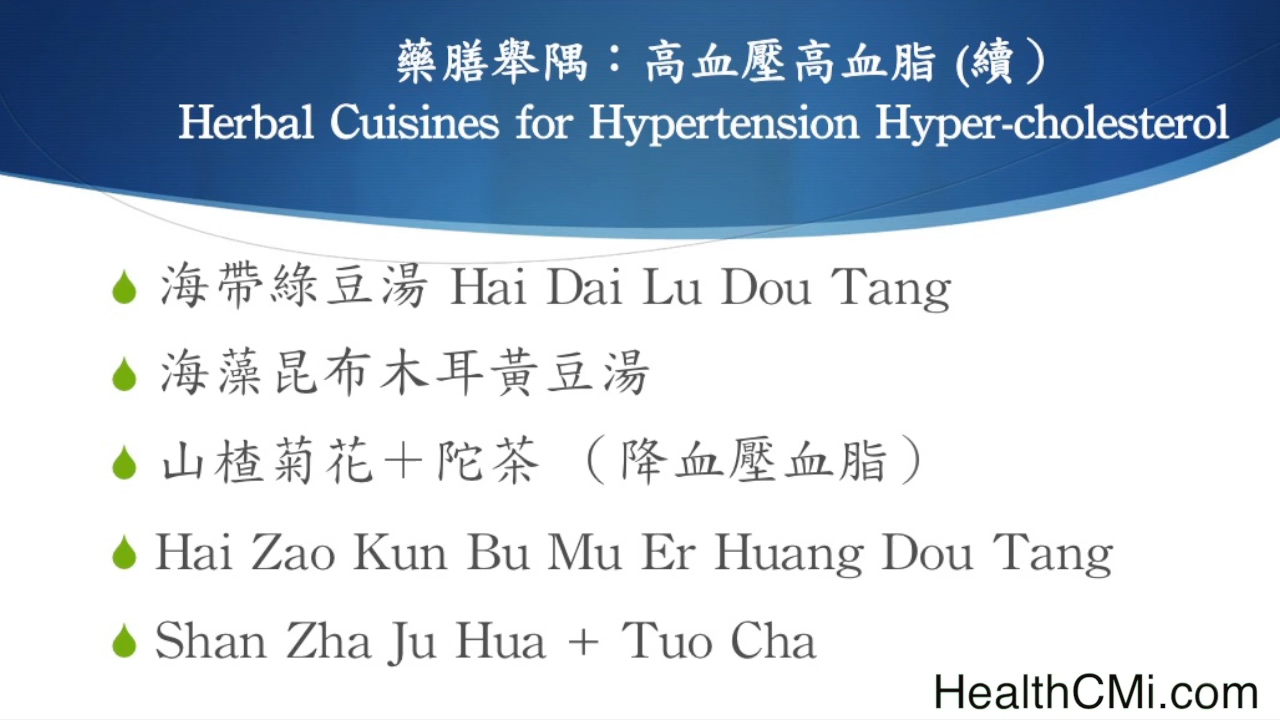 藥膳舉隅：高血壓高血脂 (續）
Herbal Cuisines for Hypertension Hyper-cholesterol
海帶綠豆湯 Hai Dai Lu Dou Tang
海藻昆布木耳黃豆湯
山楂菊花＋陀茶 （降血壓血脂）
Hai Zao Kun Bu Mu Er Huang Dou Tang
Shan Zha Ju Hua + Tuo Cha
HealthCMi.com